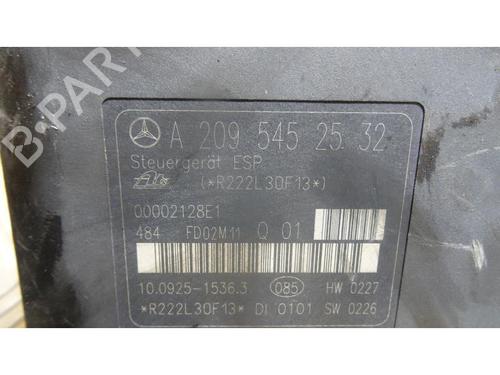 A 209 545 25 32
Steuergerät ESP
(*R222L30F13*)
00002128E1
484 FD02M11 Q 01
10.0925-1536.3 085 HW 0227
*R222L30F13* DI 0101 SW 0226
B-PARTS